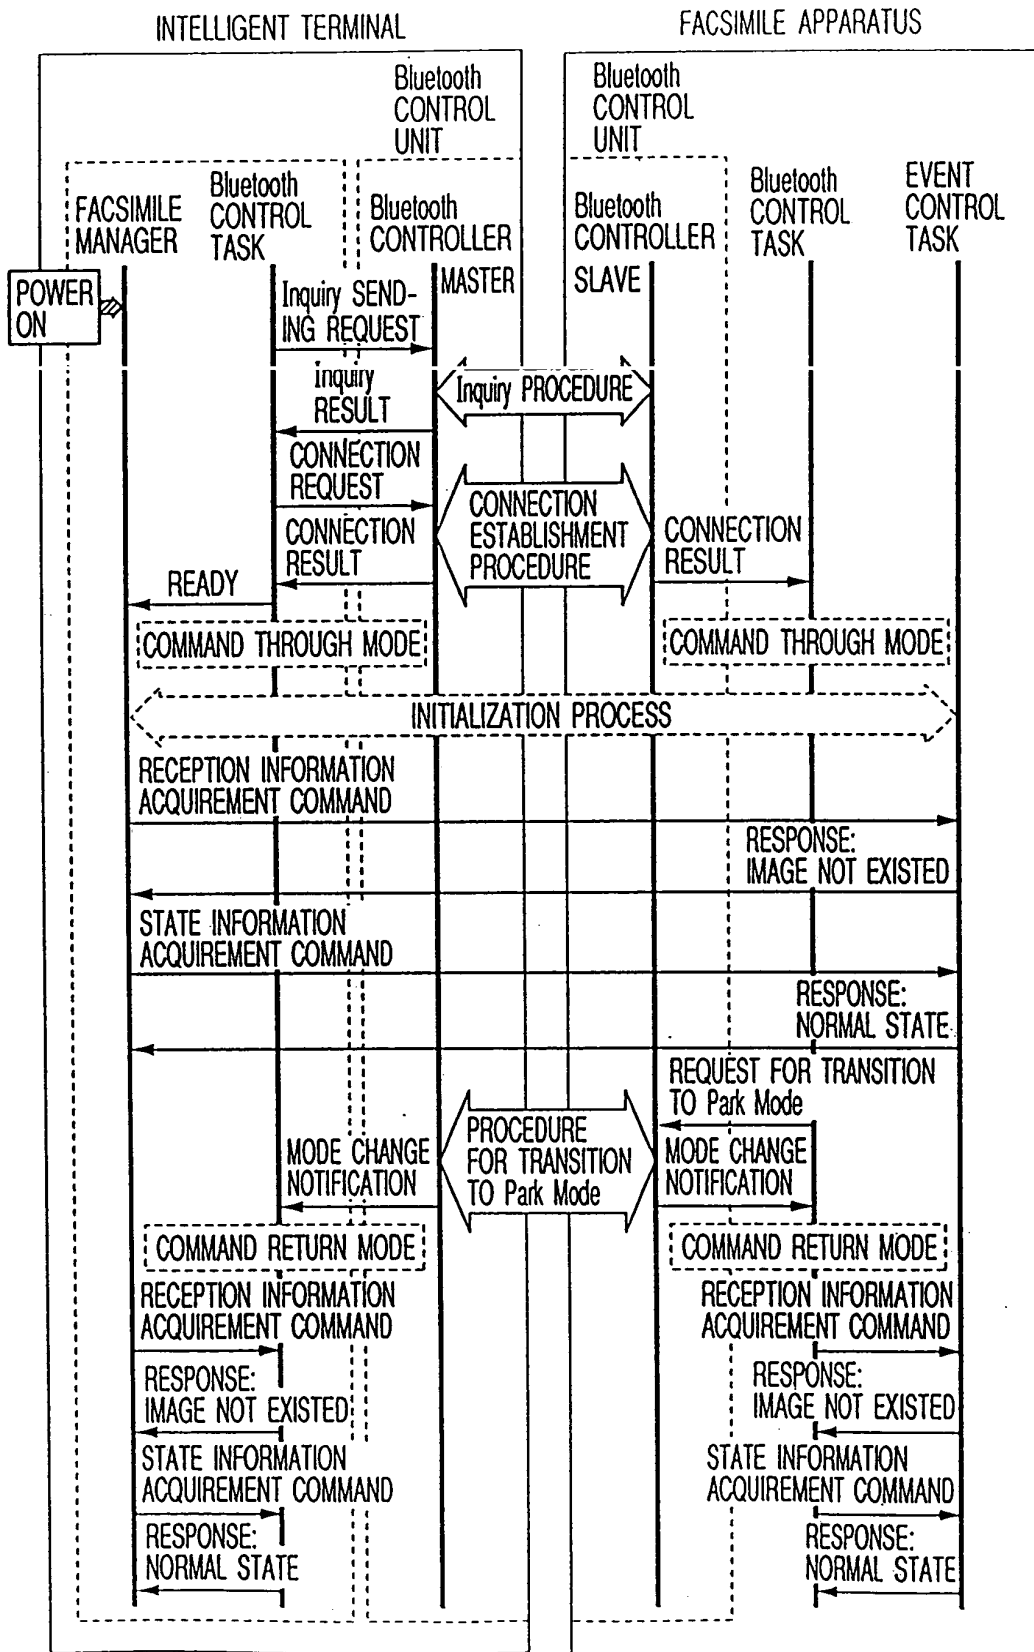 INTELLIGENT TERMINAL
FACSIMILE APPARATUS
Bluetooth
CONTROL
UNIT
Bluetooth
CONTROL
UNIT
FACSIMILE
MANAGER
Bluetooth
CONTROL
TASK
Bluetooth
CONTROLLER
Bluetooth
CONTROLLER
Bluetooth
CONTROL
TASK
EVENT
CONTROL
TASK
POWER
ON
MASTER
SLAVE
Inquiry SEND-
ING REQUEST
Inquiry PROCEDURE
Inquiry
RESULT
CONNECTION
REQUEST
CONNECTION
ESTABLISHMENT
PROCEDURE
CONNECTION
RESULT
CONNECTION
RESULT
READY
COMMAND THROUGH MODE
COMMAND THROUGH MODE
INITIALIZATION PROCESS
RECEPTION INFORMATION
ACQUIREMENT COMMAND
RESPONSE:
IMAGE NOT EXISTED
STATE INFORMATION
ACQUIREMENT COMMAND
RESPONSE:
NORMAL STATE
REQUEST FOR TRANSITION
TO Park Mode
PROCEDURE
FOR TRANSITION
TO Park Mode
MODE CHANGE
NOTIFICATION
MODE CHANGE
NOTIFICATION
COMMAND RETURN MODE
COMMAND RETURN MODE
RECEPTION INFORMATION
ACQUIREMENT COMMAND
RECEPTION INFORMATION
ACQUIREMENT COMMAND
RESPONSE:
IMAGE NOT EXISTED
RESPONSE:
IMAGE NOT EXISTED
STATE INFORMATION
ACQUIREMENT COMMAND
STATE INFORMATION
ACQUIREMENT COMMAND
RESPONSE:
NORMAL STATE
RESPONSE:
NORMAL STATE